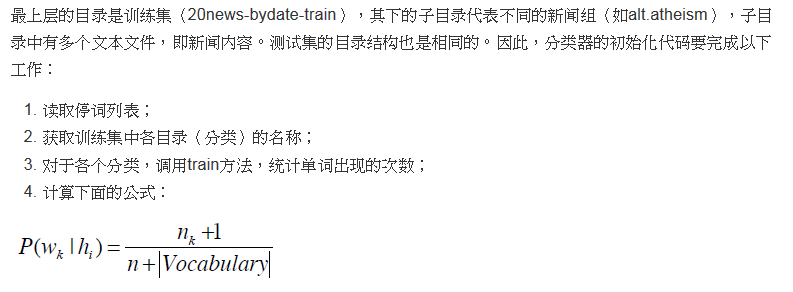 最上层的目录是训练集（20news-bydate-train），其下的子目录代表不同的新闻组（如alt.atheism），子目
录中有多个文本文件，即新闻内容。测试集的目录结构也是相同的。因此，分类器的初始化代码要完成以下
工作：
1. 读取停词列表；
2. 获取训练集中各目录（分类）的名称；
3. 对于各个分类，调用train方法，统计单词出现的次数；
4. 计算下面的公式：
P(wk | hi) = (nk + 1) / (n + |Vocabulary|)